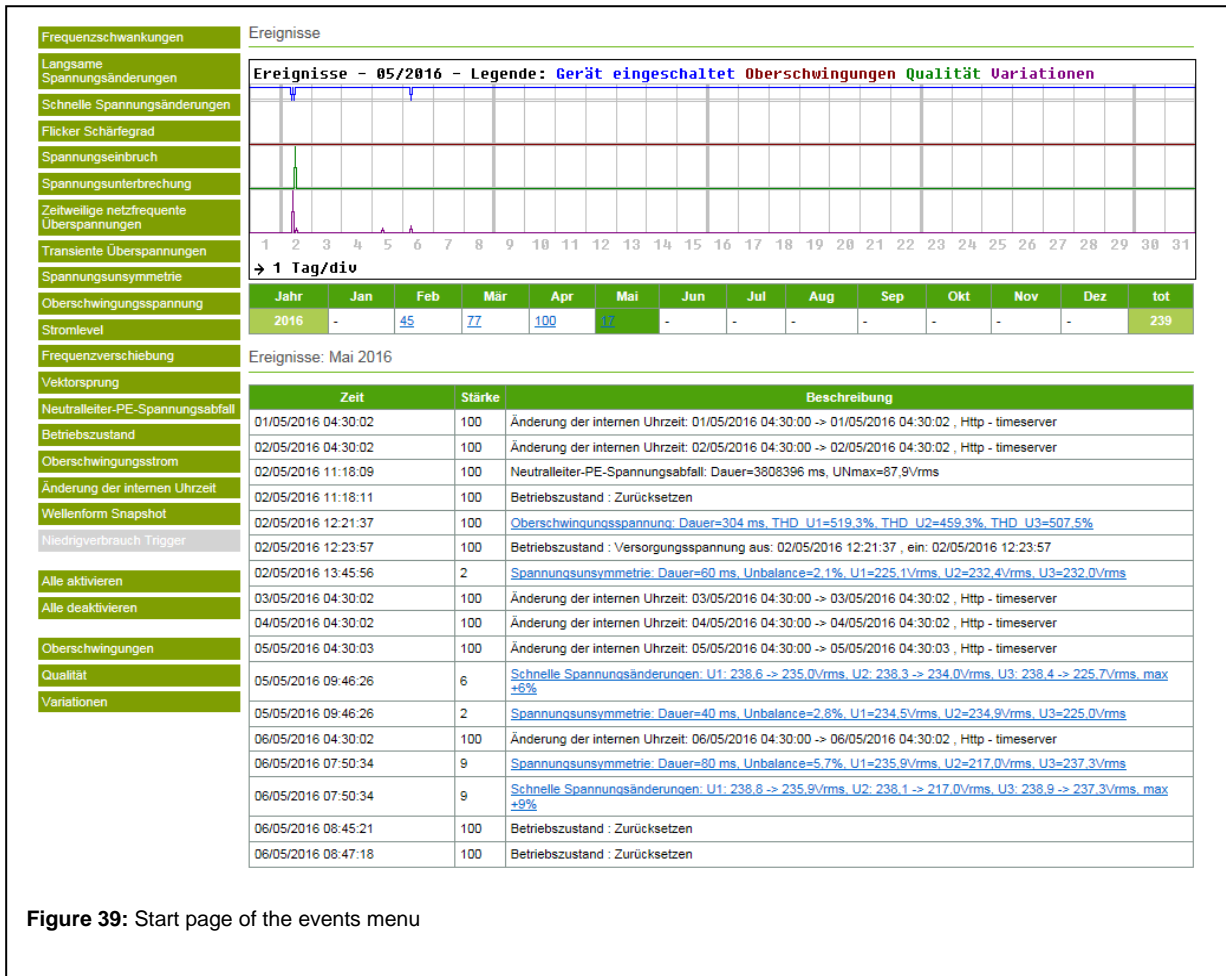 Frequenzschwankungen
Langsame
Spannungsänderungen
Schnelle Spannungsänderungen
Flicker Schärfegrad
Spannungseinbruch
Spannungsunterbrechung
Zeitweilige netzfrequente
Überspannungen
Transiente Überspannungen
Spannungsunsymmetrie
Oberschwingungsspannung
Stromlevel
Frequenzverschiebung
Vektorsprung
Neutralleiter-PE-Spannungsabfall
Betriebszustand
Oberschwingungsstrom
Änderung der internen Uhrzeit
Wellenform Snapshot
Niedrigverbrauch Trigger
Alle aktivieren
Alle deaktivieren
Oberschwingungen
Qualität
Variationen
Ereignisse
Ereignisse - 05/2016 - Legende: Gerät eingeschaltet Oberschwingungen Qualität Variationen
1 2 3 4 5 6 7 8 9 10 11 12 13 14 15 16 17 18 19 20 21 22 23 24 25 26 27 28 29 30 31
→ 1 Tag/div
Jahr Jan Feb Mär Apr Mai Jun Jul Aug Sep Okt Nov Dez tot
2016 - 45 77 100 17 - - - - - - - 239
Ereignisse: Mai 2016
Zeit Stärke Beschreibung
01/05/2016 04:30:02 100 Änderung der internen Uhrzeit: 01/05/2016 04:30:00 -> 01/05/2016 04:30:02 , Http - timeserver
02/05/2016 04:30:02 100 Änderung der internen Uhrzeit: 02/05/2016 04:30:00 -> 02/05/2016 04:30:02 , Http - timeserver
02/05/2016 11:18:09 100 Neutralleiter-PE-Spannungsabfall: Dauer=3808396 ms, UNmax=87,9Vrms
02/05/2016 11:18:11 100 Betriebszustand : Zurücksetzen
02/05/2016 12:21:37 100 Oberschwingungsspannung: Dauer=304 ms, THD_U1=519,3%, THD_U2=459,3%, THD_U3=507,5%
02/05/2016 12:23:57 100 Betriebszustand : Versorgungsspannung aus: 02/05/2016 12:21:37 , ein: 02/05/2016 12:23:57
02/05/2016 13:45:56 2 Spannungsunsymmetrie: Dauer=60 ms, Unbalance=2,1%, U1=225,1Vrms, U2=232,4Vrms, U3=232,0Vrms
03/05/2016 04:30:02 100 Änderung der internen Uhrzeit: 03/05/2016 04:30:00 -> 03/05/2016 04:30:02 , Http - timeserver
04/05/2016 04:30:02 100 Änderung der internen Uhrzeit: 04/05/2016 04:30:00 -> 04/05/2016 04:30:02 , Http - timeserver
05/05/2016 04:30:03 100 Änderung der internen Uhrzeit: 05/05/2016 04:30:00 -> 05/05/2016 04:30:03 , Http - timeserver
05/05/2016 09:46:26 6 Schnelle Spannungsänderungen: U1: 238,6 -> 235,0Vrms, U2: 238,3 -> 234,0Vrms, U3: 238,4 -> 225,7Vrms, max
+6%
05/05/2016 09:46:26 2 Spannungsunsymmetrie: Dauer=40 ms, Unbalance=2,8%, U1=234,5Vrms, U2=234,9Vrms, U3=225,0Vrms
06/05/2016 04:30:02 100 Änderung der internen Uhrzeit: 06/05/2016 04:30:00 -> 06/05/2016 04:30:02 , Http - timeserver
06/05/2016 07:50:34 9 Spannungsunsymmetrie: Dauer=80 ms, Unbalance=5,7%, U1=235,9Vrms, U2=217,0Vrms, U3=237,3Vrms
06/05/2016 07:50:34 9 Schnelle Spannungsänderungen: U1: 238,8 -> 235,9Vrms, U2: 238,1 -> 217,0Vrms, U3: 238,9 -> 237,3Vrms, max
+9%
06/05/2016 08:45:21 100 Betriebszustand : Zurücksetzen
06/05/2016 08:47:18 100 Betriebszustand : Zurücksetzen
Figure 39: Start page of the events menu